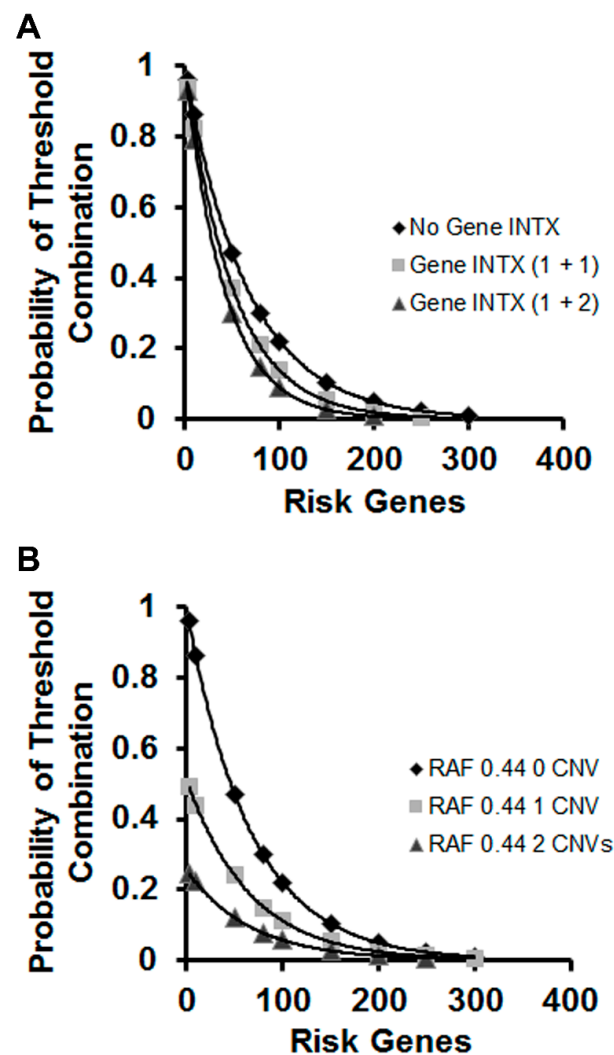 A
Probability of Threshold
Combination
1
0.8
0.6
0.4
0.2
0
0 100 200 300 400
Risk Genes
No Gene INTX
Gene INTX (1 + 1)
Gene INTX (1 + 2)
B
Probability of Threshold
Combination
1
0.8
0.6
0.4
0.2
0
0 100 200 300 400
Risk Genes
RAF 0.44 0 CNV
RAF 0.44 1 CNV
RAF 0.44 2 CNVs